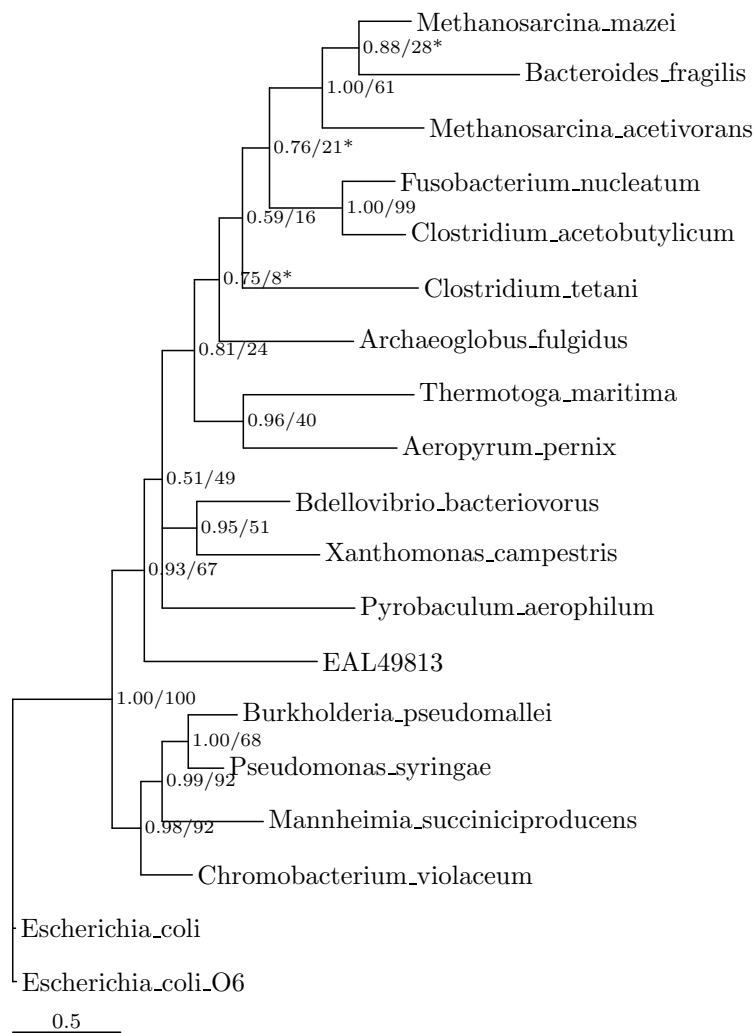 Methanosarcina_mazei
0.88/28*
Bacteroides_fragilis
1.00/61
Methanosarcina_acetivorans
0.76/21*
Fusobacterium_nucleatum
1.00/99
0.59/16
Clostridium_acetobutylicum
0.75/8*
Clostridium_tetani
Archaeoglobus_fulgidus
0.81/24
Thermotoga_maritima
0.96/40
Aeropyrum_pernix
0.51/49
Bdellovibrio_bacteriovorus
0.95/51
Xanthomonas_campestris
0.93/67
Pyrobaculum_aerophilum
EAL49813
1.00/100
Burkholderia_pseudomallei
1.00/68
Pseudomonas_syringae
0.99/92
Mannheimia_succiniciproducens
0.98/92
Chromobacterium_violaceum
Escherichia_coli
Escherichia_coli_O6
0.5